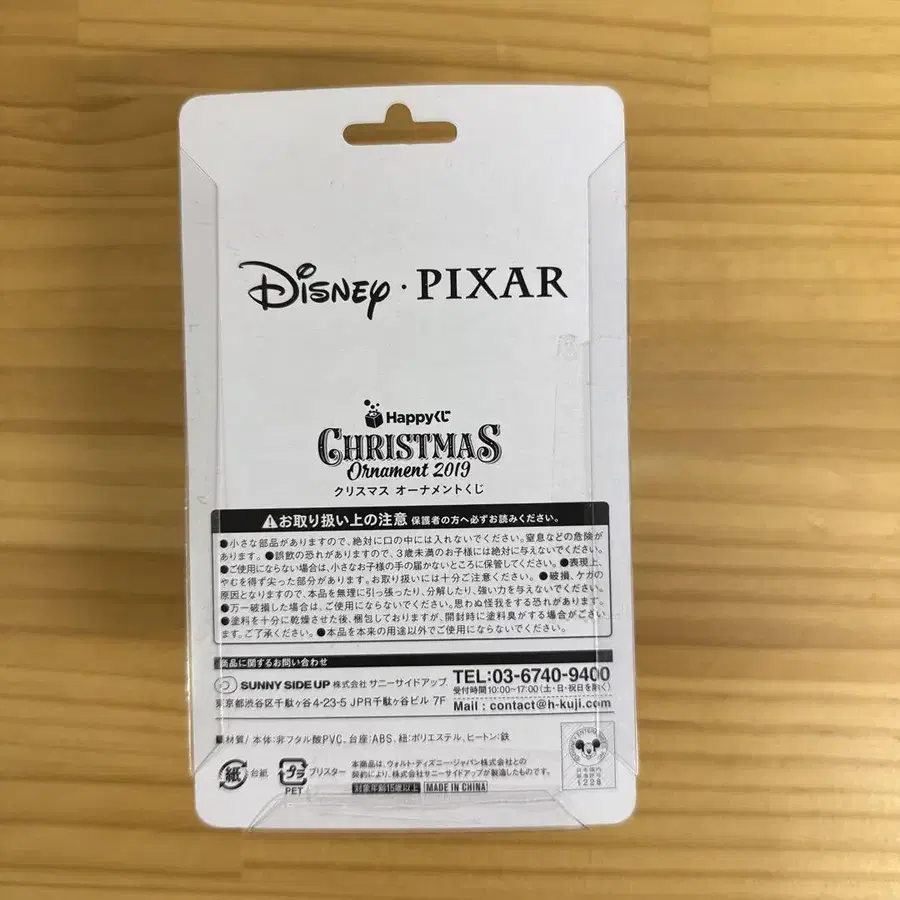 Disney · PIXAR
Happyくじ
CHRISTMAS
Ornament 2019
クリスマス オーナメントくじ
お取り扱い上の注意 保護者の方へ必ずお読みください。
●小さな部品がありますので、絶対に口の中には入れないでください。窒息などの危険が
あります。●誤飲の恐れがありますので、3歳未満のお子様には絶対に与えないでください。
●ご使用にならない場合は、小さなお子様の手の届かないところに保管してください。●表現上、
やむを得ず尖った部分があります。お取り扱いには十分ご注意ください。●破損、ケガの
原因となりますので、本品を無理に引っ張ったり、分解したり、強い力を与えないでください。
●万一破損した場合は、ご使用にならないでください。思わぬ怪我をする恐れがあります。
●塗料を十分に乾燥させた後、梱包しておりますが、開封時に塗料臭がする場合がござい
ます。ご了承ください。●本品を本来の用途以外でご使用にならないでください。
商品に関するお問い合わせ
SUNNY SIDE UP 株式会社 サニーサイドアップ
東京都渋谷区千駄ヶ谷4-23-5 JPR千駄ヶ谷ビル 7F
TEL:03-6740-9400
受付時間10:00~17:00(土・日・祝日を除く)
Mail : contact@h-kuji.com
■材質/本体:非フタル酸PVC、台座:ABS、紐:ポリエステル、ヒートン:鉄
紙 台紙
プラ ブリスター
PET
本商品は、ウォルト・ディズニー・ジャパン株式会社との
契約により、株式会社サニーサイドアップが製造したものです。
対象年齢15歳以上 MADE IN CHINA
1228